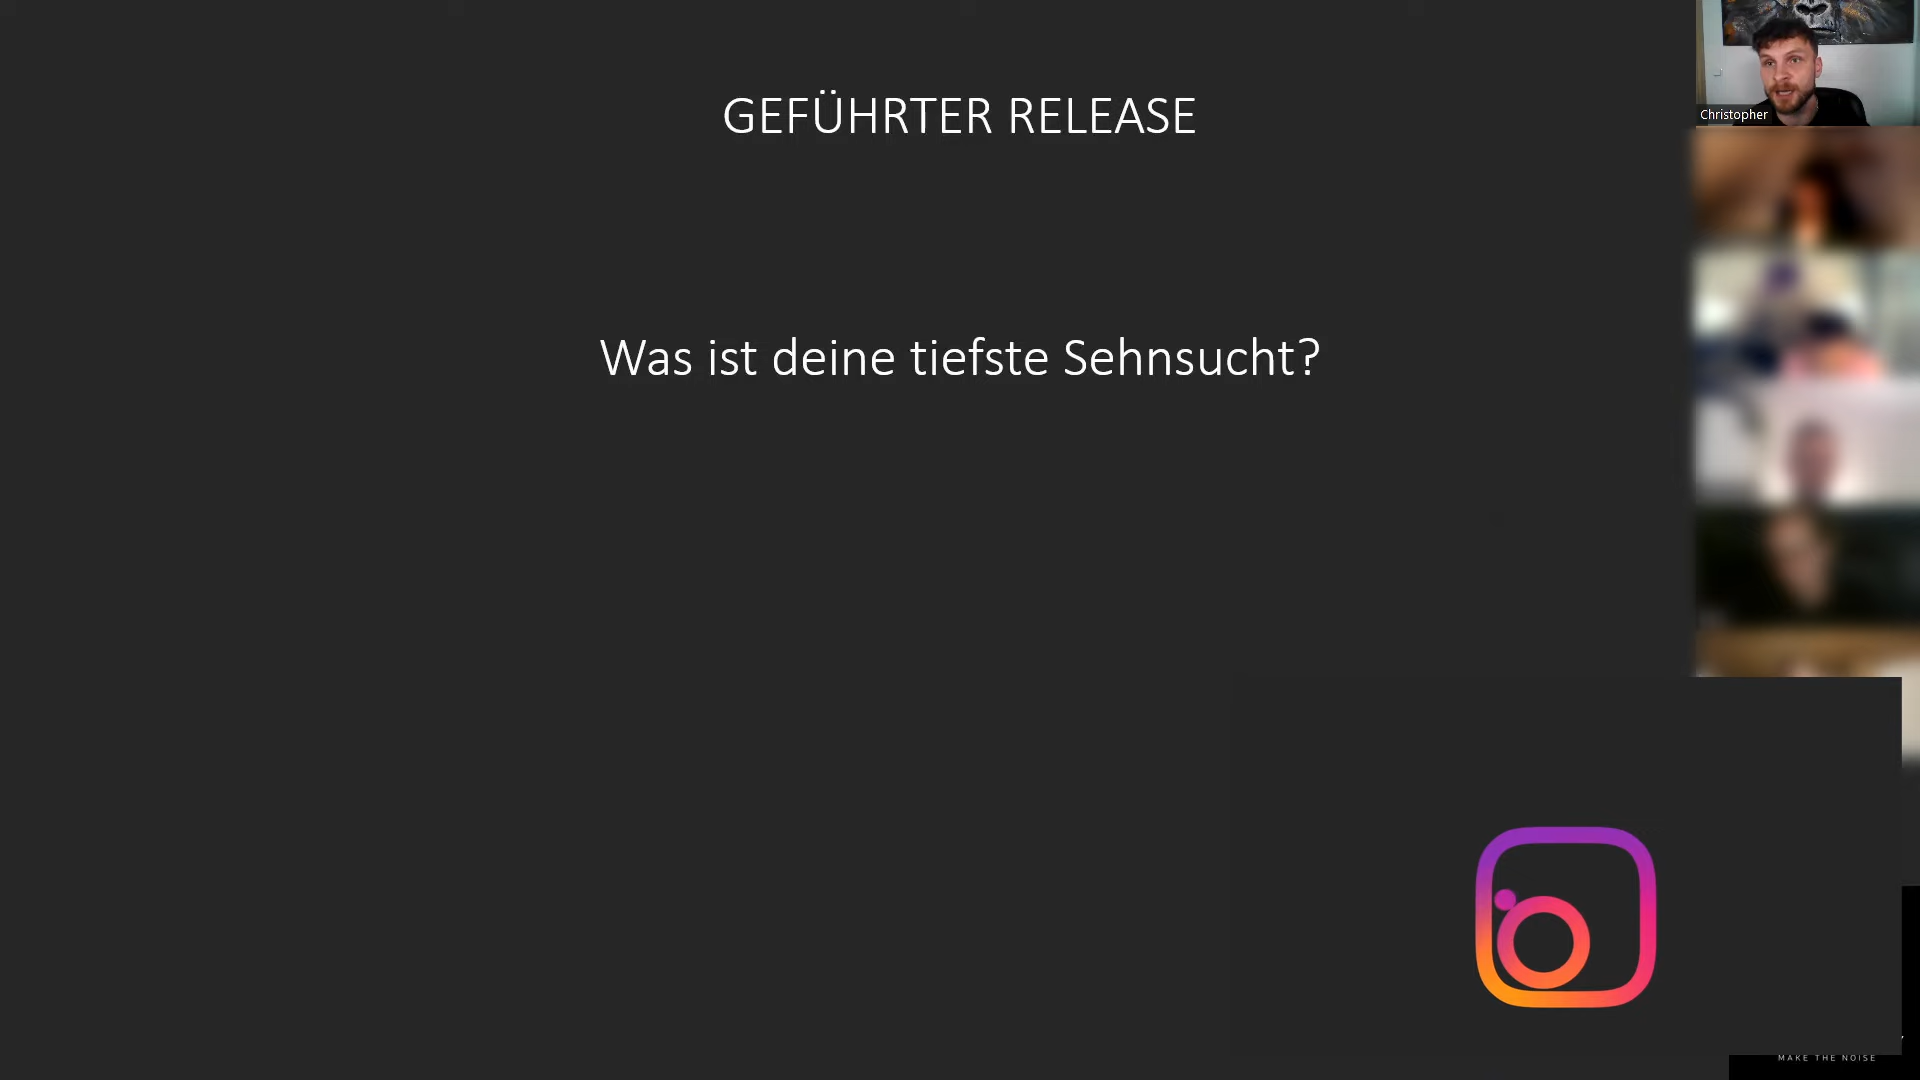 GEFÜHRTER RELEASE
Christopher
Was ist deine tiefste Sehnsucht?
MAKE THE NOISE